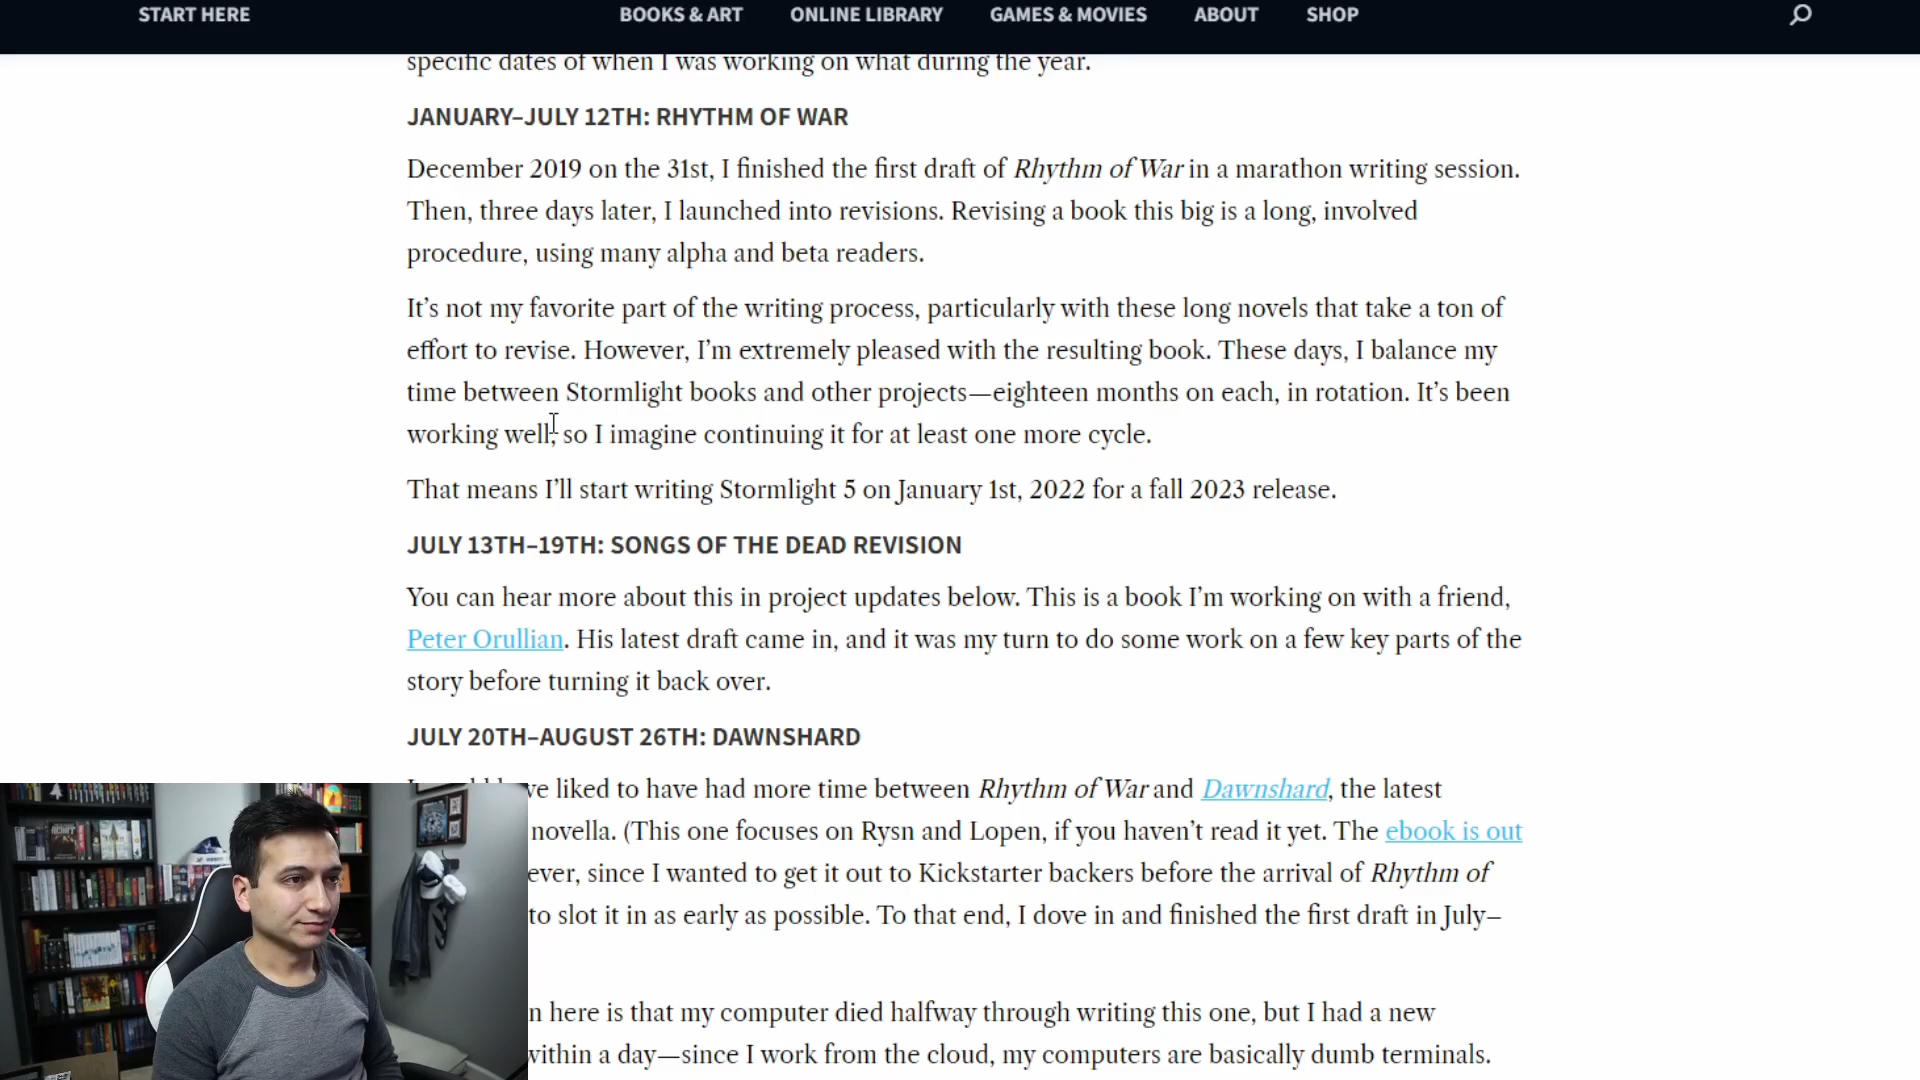 START HERE
BOOKS & ART
ONLINE LIBRARY
GAMES & MOVIES
ABOUT
SHOP
specific dates of when I was working on what during the year.
JANUARY–JULY 12TH: RHYTHM OF WAR
December 2019 on the 31st, I finished the first draft of Rhythm of War in a marathon writing session.
Then, three days later, I launched into revisions. Revising a book this big is a long, involved
procedure, using many alpha and beta readers.
It’s not my favorite part of the writing process, particularly with these long novels that take a ton of
effort to revise. However, I’m extremely pleased with the resulting book. These days, I balance my
time between Stormlight books and other projects—eighteen months on each, in rotation. It’s been
working well, so I imagine continuing it for at least one more cycle.
That means I’ll start writing Stormlight 5 on January 1st, 2022 for a fall 2023 release.
JULY 13TH–19TH: SONGS OF THE DEAD REVISION
You can hear more about this in project updates below. This is a book I’m working on with a friend,
Peter Orullian. His latest draft came in, and it was my turn to do some work on a few key parts of the
story before turning it back over.
JULY 20TH–AUGUST 26TH: DAWNSHARD
liked to have had more time between Rhythm of War and Dawnshard, the latest
novella. (This one focuses on Rysn and Lopen, if you haven’t read it yet. The ebook is out
ever, since I wanted to get it out to Kickstarter backers before the arrival of Rhythm of
to slot it in as early as possible. To that end, I dove in and finished the first draft in July–
n here is that my computer died halfway through writing this one, but I had a new
within a day—since I work from the cloud, my computers are basically dumb terminals.